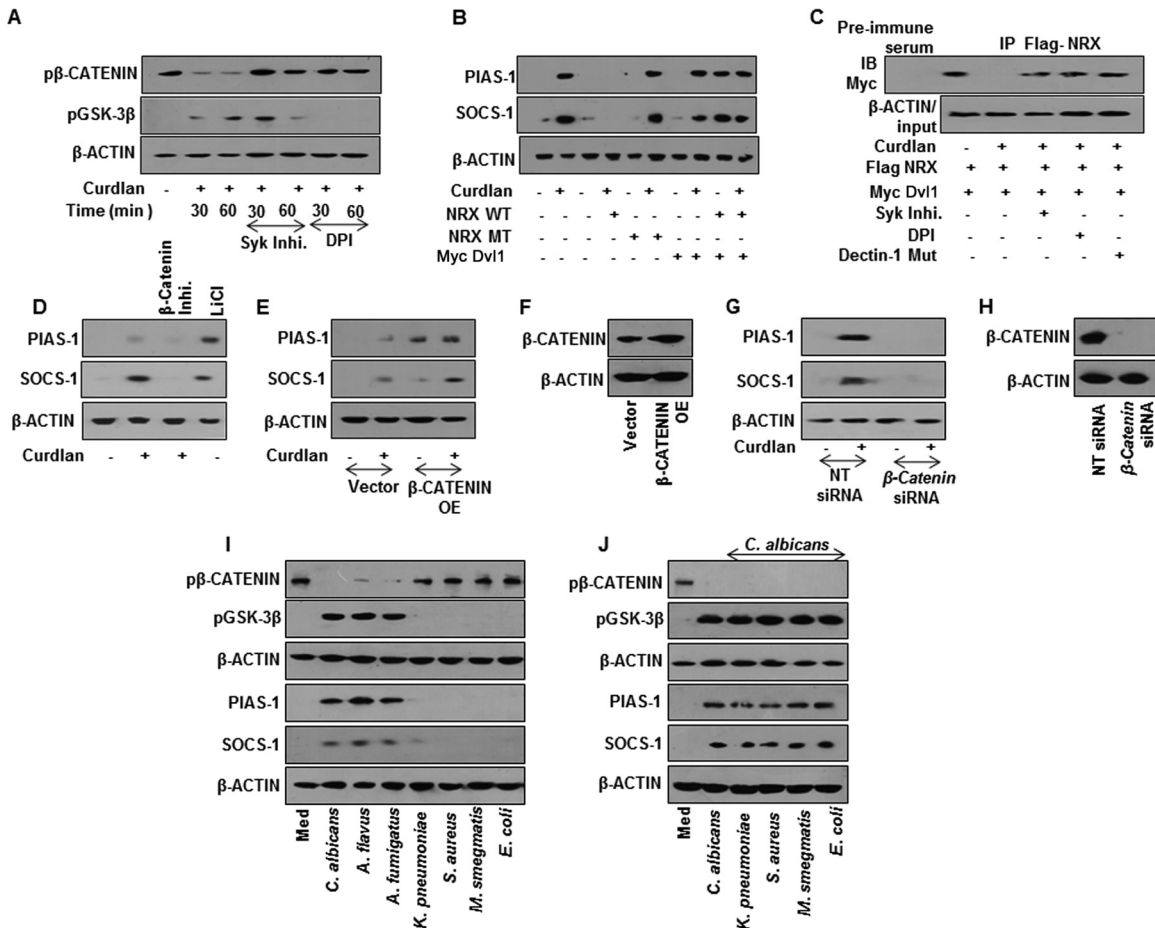 A
pβ-CATENIN
pGSK-3β
β-ACTIN
Curdlan - + + + + + +
Time (min) 30 60 30 60 30 60
Syk Inhi. DPI
B
PIAS-1
SOCS-1
β-ACTIN
Curdlan - + - + - + - + - +
NRX WT - - + + - - - - + +
NRX MT - - - - + + - - - -
Myc Dvl1 - - - - - - + + + +
C
Pre-immune serum
IP Flag-NRX
IB Myc
β-ACTIN/input
Curdlan - + + + +
Flag NRX + + + + +
Myc Dvl1 + + + + +
Syk Inhi. - - + - -
DPI - - - + -
Dectin-1 Mut - - - - +
D
β-Catenin Inhi.
LiCl
PIAS-1
SOCS-1
β-ACTIN
Curdlan - + + -
E
PIAS-1
SOCS-1
β-ACTIN
Curdlan - + - +
Vector β-CATENIN OE
F
β-CATENIN
β-ACTIN
Vector
β-CATENIN OE
G
PIAS-1
SOCS-1
β-ACTIN
Curdlan - + - +
NT siRNA β-Catenin siRNA
H
β-CATENIN
β-ACTIN
NT siRNA
β-Catenin siRNA
I
pβ-CATENIN
pGSK-3β
β-ACTIN
PIAS-1
SOCS-1
β-ACTIN
Med
C. albicans
A. flavus
A. fumigatus
K. pneumoniae
S. aureus
M. smegmatis
E. coli
J
C. albicans
pβ-CATENIN
pGSK-3β
β-ACTIN
PIAS-1
SOCS-1
β-ACTIN
Med
C. albicans
K. pneumoniae
S. aureus
M. smegmatis
E. coli